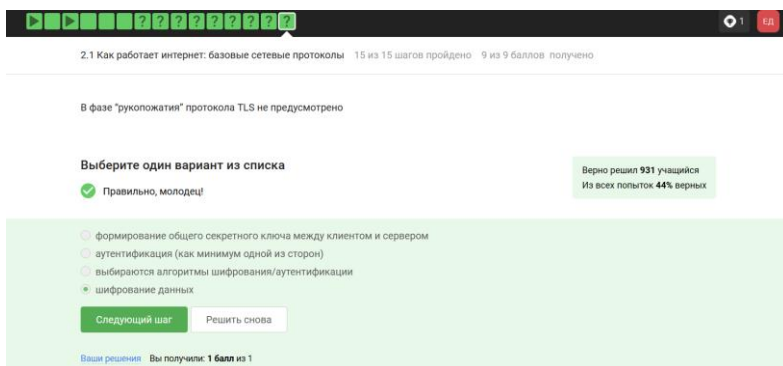 ? ? ? ? ? ? ? ? ? ?
1 ЕД
2.1 Как работает интернет: базовые сетевые протоколы 15 из 15 шагов пройдено 9 из 9 баллов получено
В фазе "рукопожатия" протокола TLS не предусмотрено
Выберите один вариант из списка
Правильно, молодец!
Верно решил 931 учащийся
Из всех попыток 44% верных
формирование общего секретного ключа между клиентом и сервером
аутентификация (как минимум одной из сторон)
выбираются алгоритмы шифрования/аутентификации
шифрование данных
Следующий шаг Решить снова
Ваши решения Вы получили: 1 балл из 1